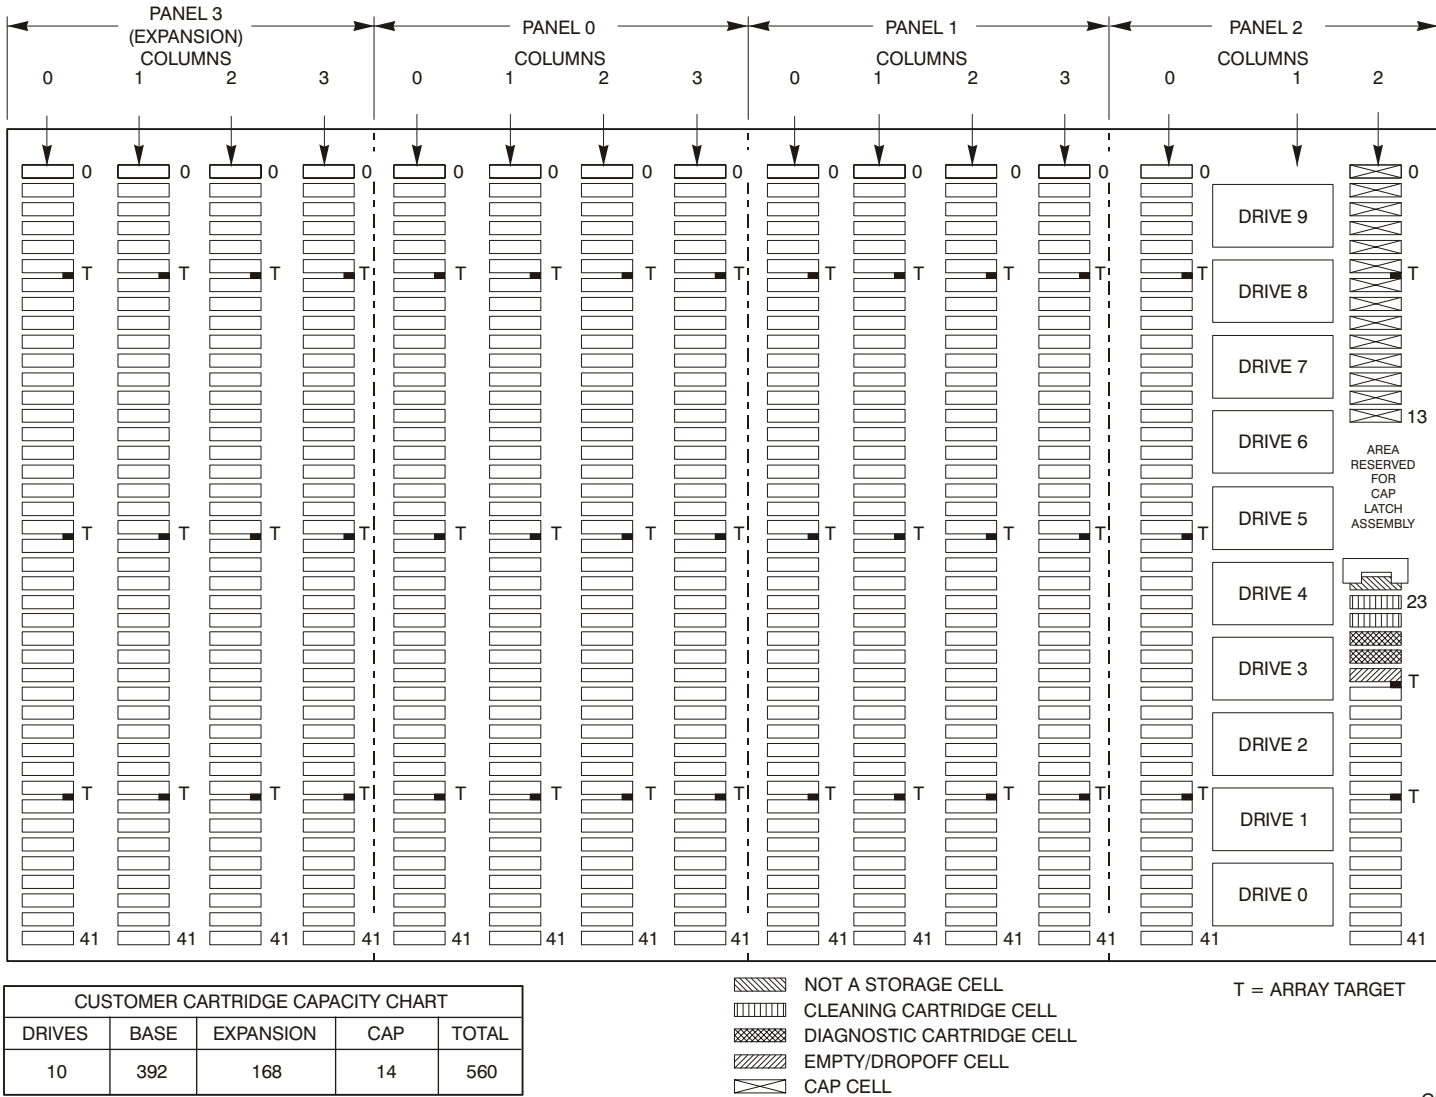 PANEL 3 PANEL 0 PANEL 1 PANEL 2
(EXPANSION)
COLUMNS COLUMNS COLUMNS COLUMNS
0 1 2 3 0 1 2 3 0 1 2 3 0 1 2
0 0 0 0 0 0 0 0 0 0 0 0 0 0
DRIVE 9
T T T T T T T T T T T T T T
DRIVE 8
DRIVE 7
13
DRIVE 6
AREA
RESERVED
FOR
CAP
LATCH
ASSEMBLY
DRIVE 5
T T T T T T T T T T T T T
DRIVE 4
23
DRIVE 3
T
DRIVE 2
T T T T T T T T T T T T T T
DRIVE 1
DRIVE 0
41 41 41 41 41 41 41 41 41 41 41 41 41 41
CUSTOMER CARTRIDGE CAPACITY CHART
DRIVES BASE EXPANSION CAP TOTAL
10 392 168 14 560
NOT A STORAGE CELL
CLEANING CARTRIDGE CELL
DIAGNOSTIC CARTRIDGE CELL
EMPTY/DROPOFF CELL
CAP CELL
T = ARRAY TARGET